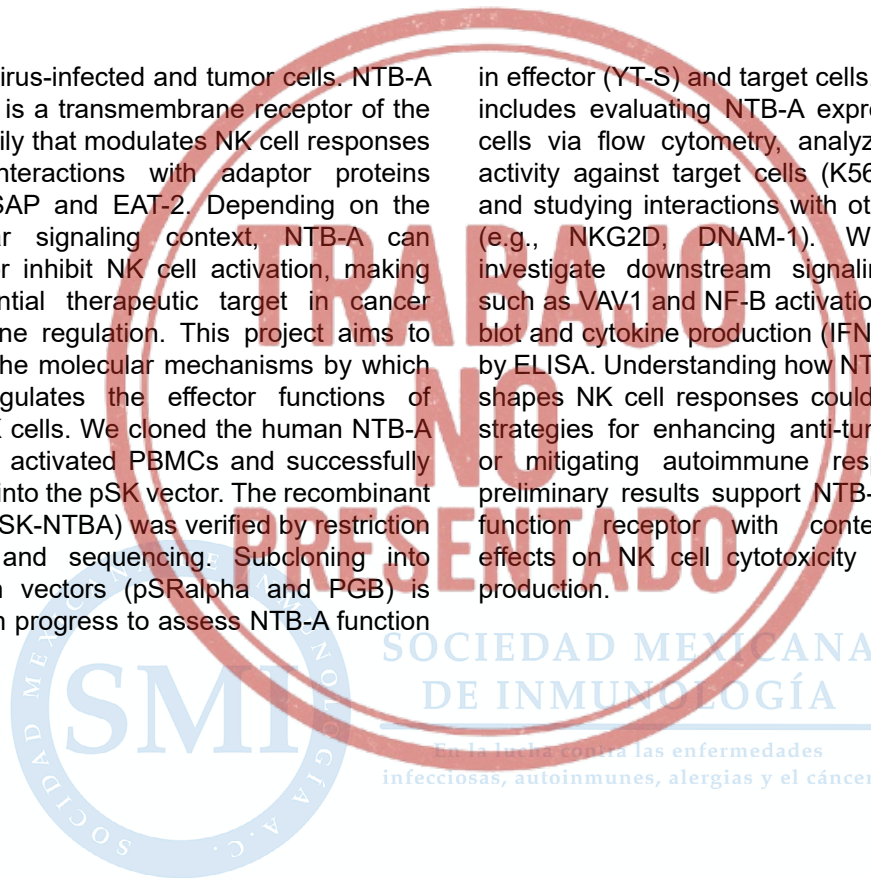 irus-infected and tumor cells. NTB-A
is a transmembrane receptor of the
ily that modulates NK cell responses
nteractions with adaptor proteins
SAP and EAT-2. Depending on the
ar signaling context, NTB-A can
r inhibit NK cell activation, making
ntial therapeutic target in cancer
ne regulation. This project aims to
he molecular mechanisms by which
gulates the effector functions of
K cells. We cloned the human NTB-A
activated PBMCs and successfully
into the pSK vector. The recombinant
SK-NTBA) was verified by restriction
and sequencing. Subcloning into
n vectors (pSRalpha and PGB) is
n progress to assess NTB-A function
in effector (YT-S) and target cells.
includes evaluating NTB-A expre
cells via flow cytometry, analyz
activity against target cells (K56
and studying interactions with ot
(e.g., NKG2D, DNAM-1). W
investigate downstream signalin
such as VAV1 and NF-B activatio
blot and cytokine production (IFN
by ELISA. Understanding how NT
shapes NK cell responses could
strategies for enhancing anti-tun
or mitigating autoimmune resp
preliminary results support NTB-
function receptor with conte
effects on NK cell cytotoxicity
production.
TRABAJO
NO
PRESENTADO
SMI
SOCIEDAD MEXICANA DE INMUNOLOGÍA A.C.
SOCIEDAD MEXICANA
DE INMUNOLOGÍA
En la lucha contra las enfermedades
infecciosas, autoinmunes, alergias y el cáncer